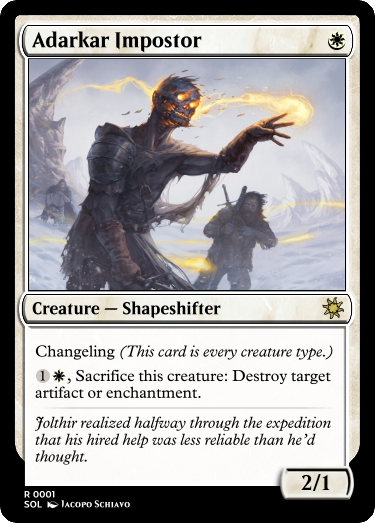 Adarkar Impostor
Creature — Shapeshifter
Changeling (This card is every creature type.)
1, Sacrifice this creature: Destroy target
artifact or enchantment.
Jolthir realized halfway through the expedition
that his hired help was less reliable than he'd
thought.
2/1
R 0001
SOL Iacopo Schiavo